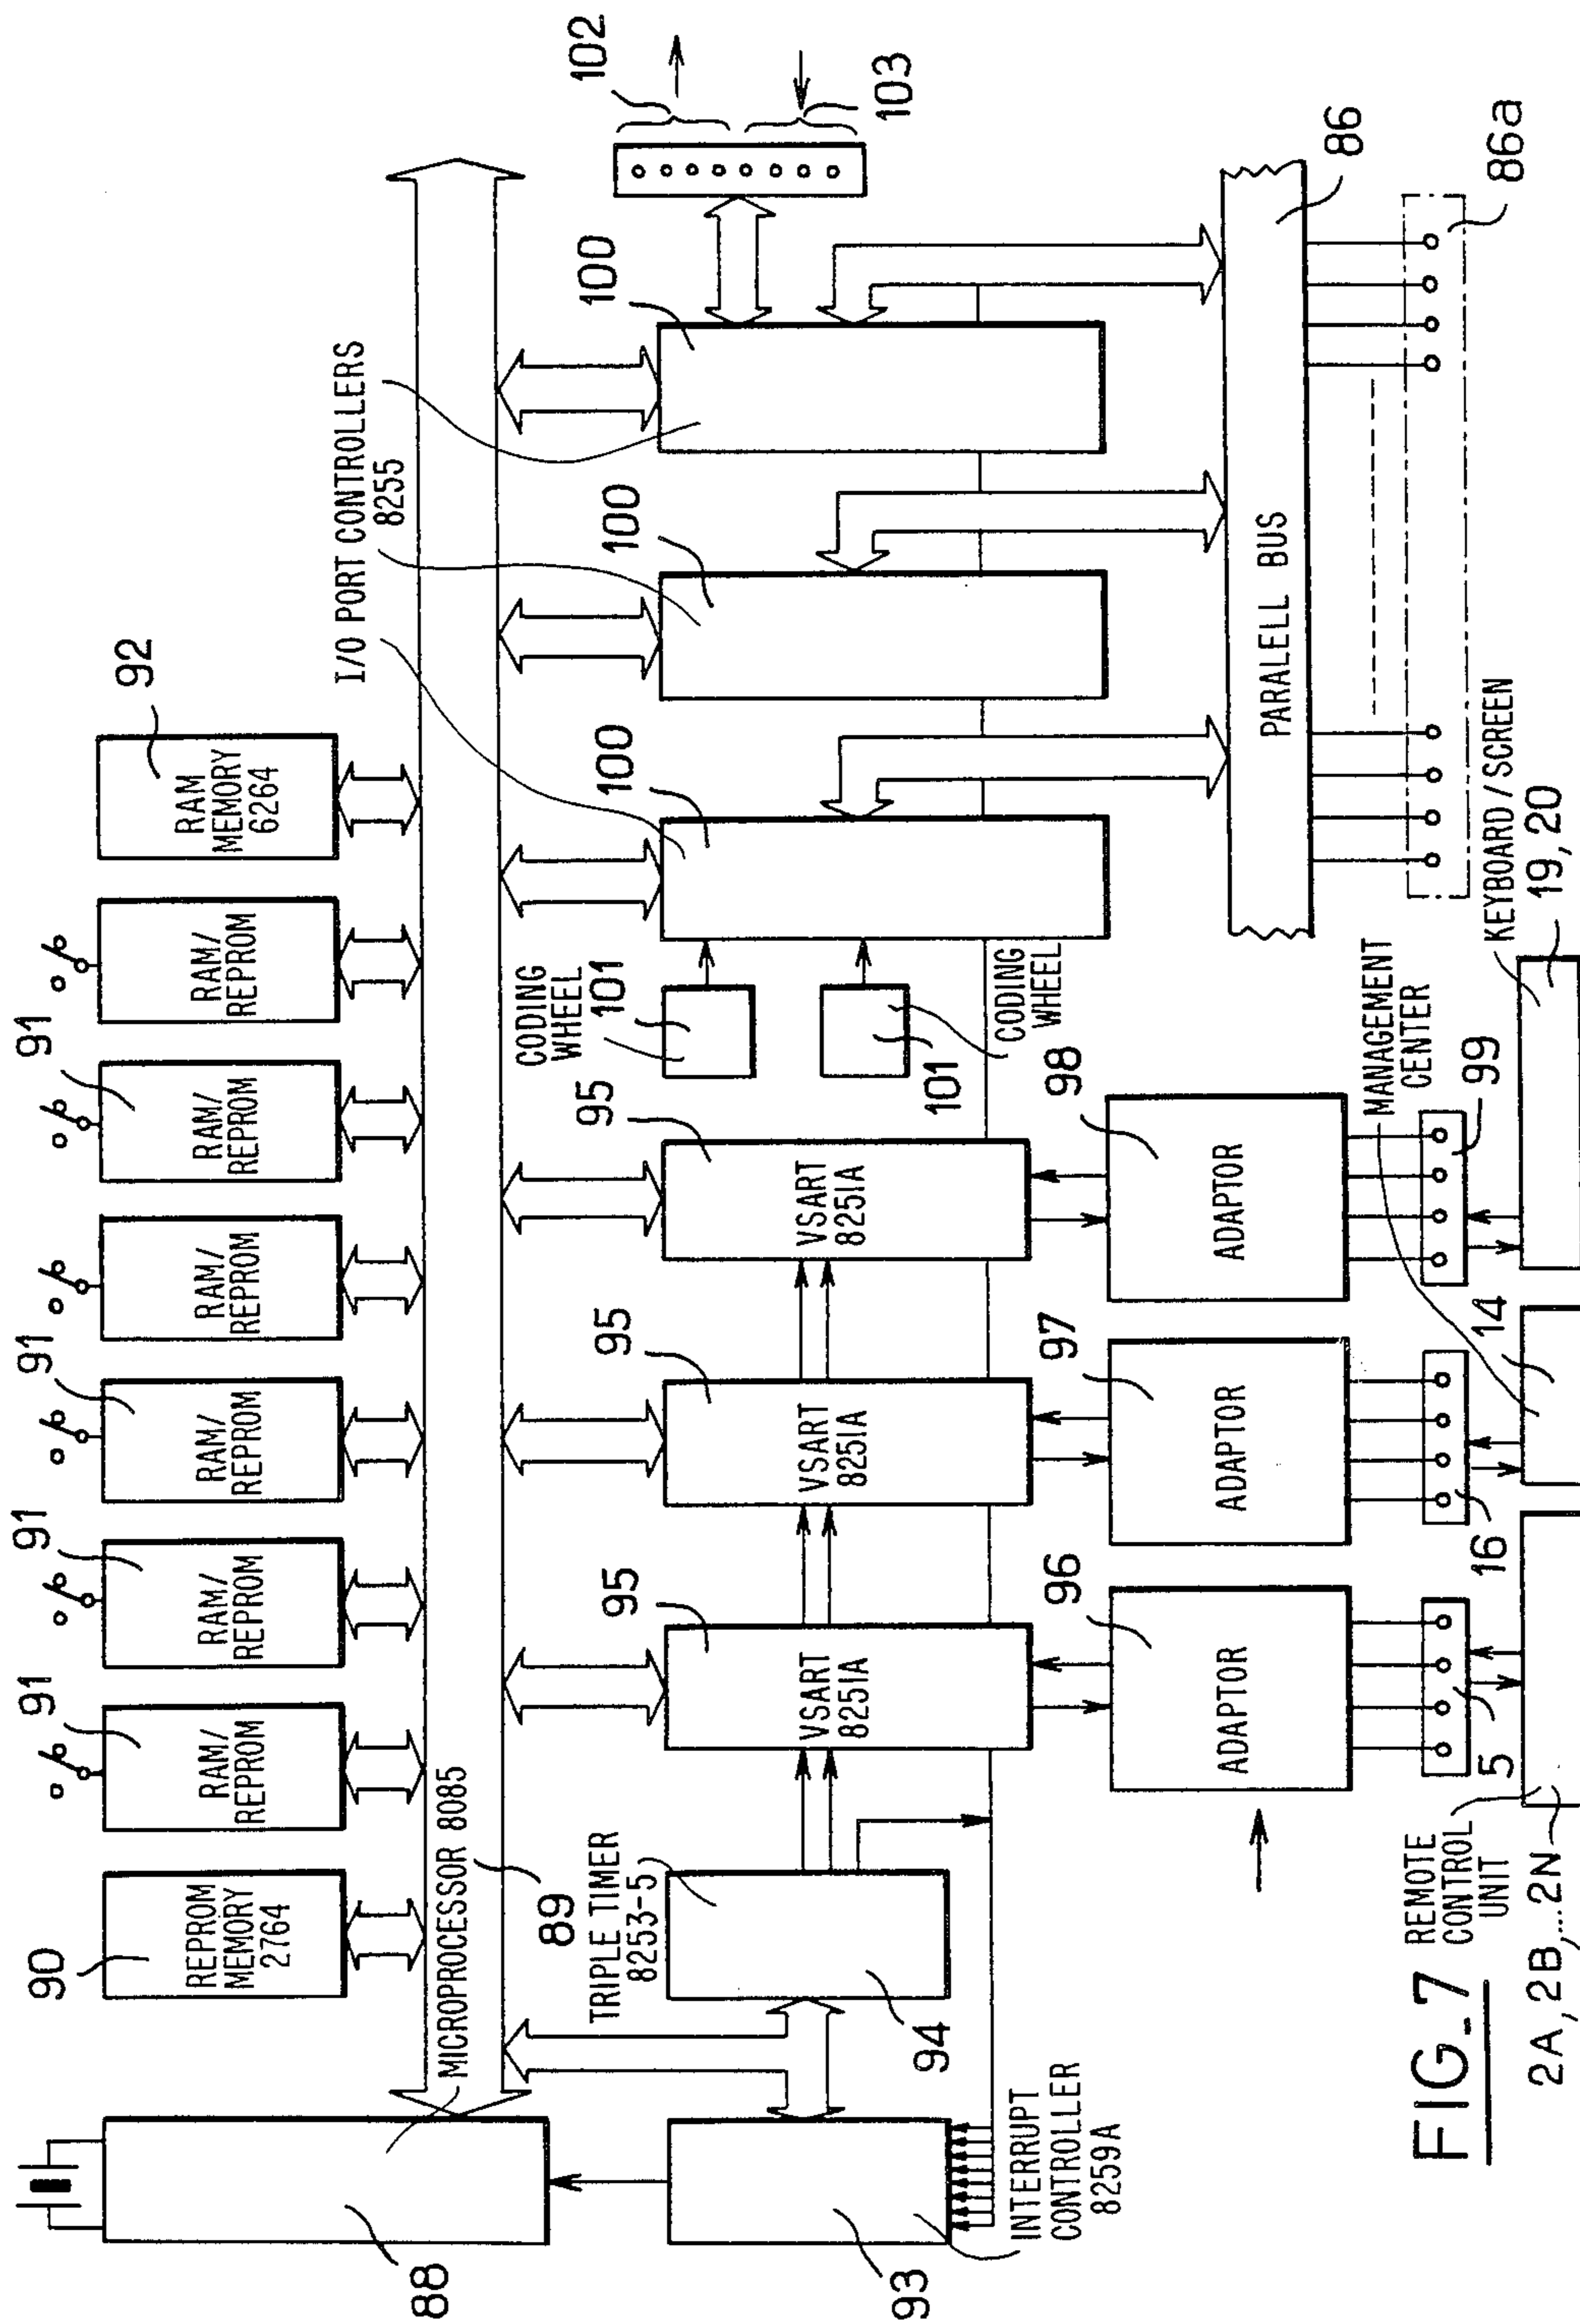 91
91
91
91
91
90
92
REPROM
MEMORY
2764
RAM/
REPROM
RAM/
REPROM
RAM/
REPROM
RAM/
REPROM
RAM/
REPROM
RAM/
REPROM
RAM
MEMORY
6264
88
MICROPROCESSOR 8085
89
I/O PORT CONTROLLERS
8255
102
TRIPLE TIMER
8253-5
95
95
95
CODING
WHEEL
101
100
100
100
VSART
8251A
VSART
8251A
VSART
8251A
93
94
103
101
CODING
WHEEL
INTERRUPT
CONTROLLER
8259A
96
97
98
ADAPTOR
ADAPTOR
ADAPTOR
PARALELL BUS
86
MANAGEMENT
CENTER
FIG_7
REMOTE
CONTROL
UNIT
5
16
14
99
86a
KEYBOARD/SCREEN
19, 20
2A, 2B,...2N